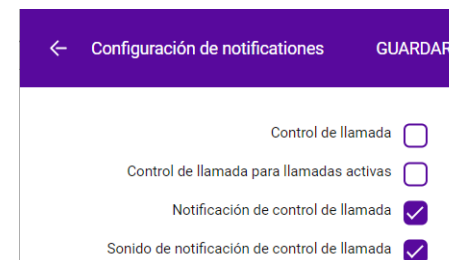 Configuración de notificationes GUARDAR
Control de llamada
Control de llamada para llamadas activas
Notificación de control de llamada
Sonido de notificación de control de llamada